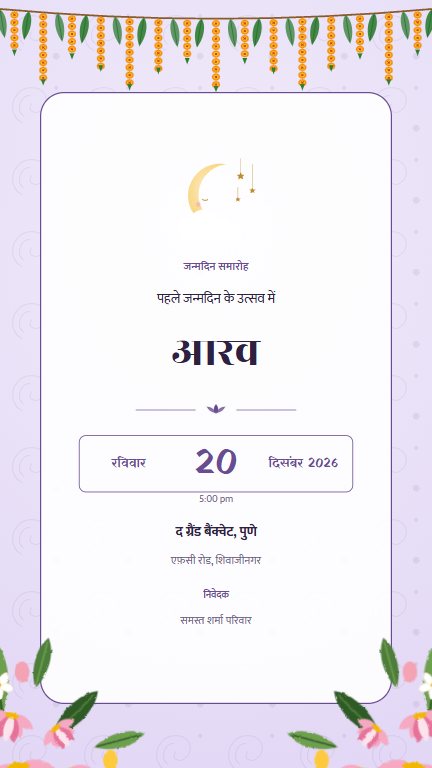 जन्मदिन समारोह
पहले जन्मदिन के उत्सव में
आरव
रविवार 20 दिसंबर 2026
5:00 pm
द ग्रैंड बैंक्वेट, पुणे
एफ़सी रोड, शिवाजीनगर
निवेदक
समस्त शर्मा परिवार